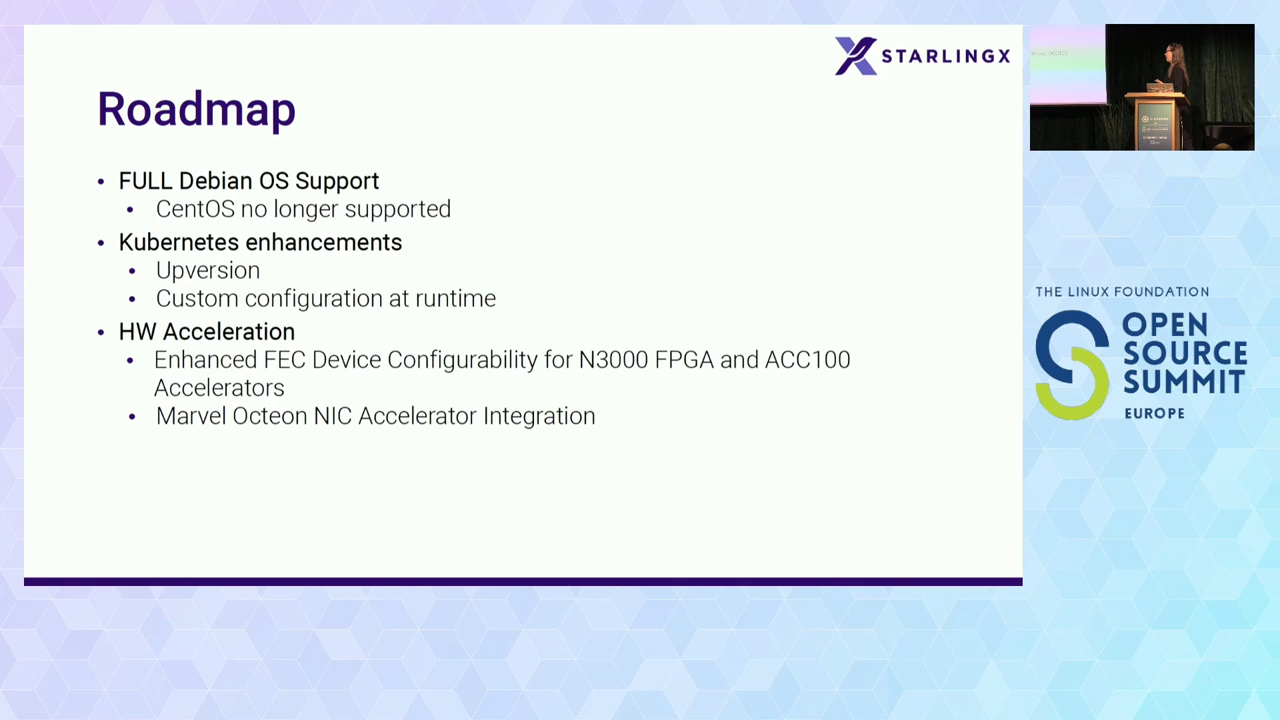 STARLINGX
Roadmap
• FULL Debian OS Support
• CentOS no longer supported
• Kubernetes enhancements
• Upversion
• Custom configuration at runtime
• HW Acceleration
• Enhanced FEC Device Configurability for N3000 FPGA and ACC100
Accelerators
• Marvel Octeon NIC Accelerator Integration
THE LINUX FOUNDATION
OPEN
SOURCE
SUMMIT
EUROPE